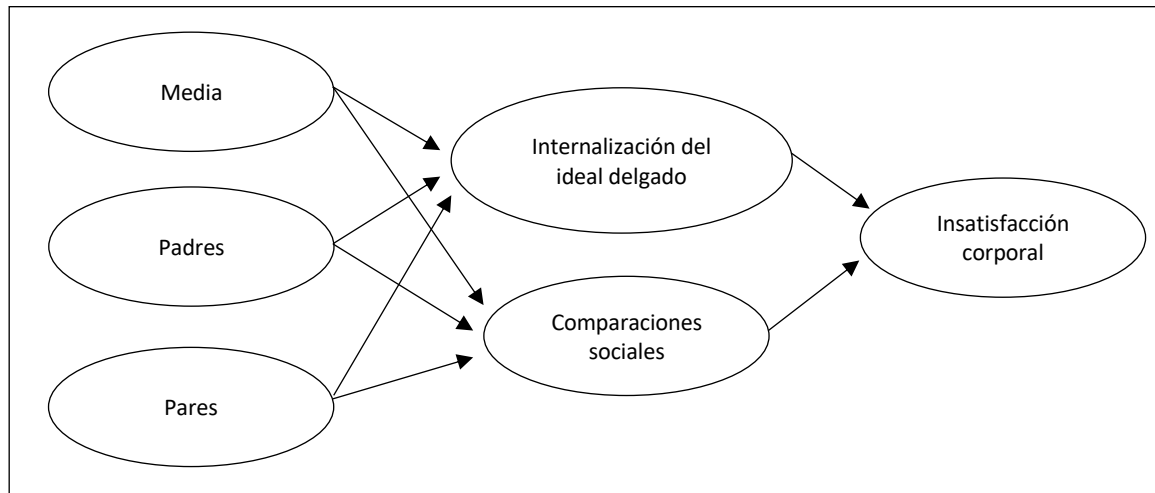 Media
Padres
Pares
Internalización del
ideal delgado
Comparaciones
sociales
Insatisfacción
corporal